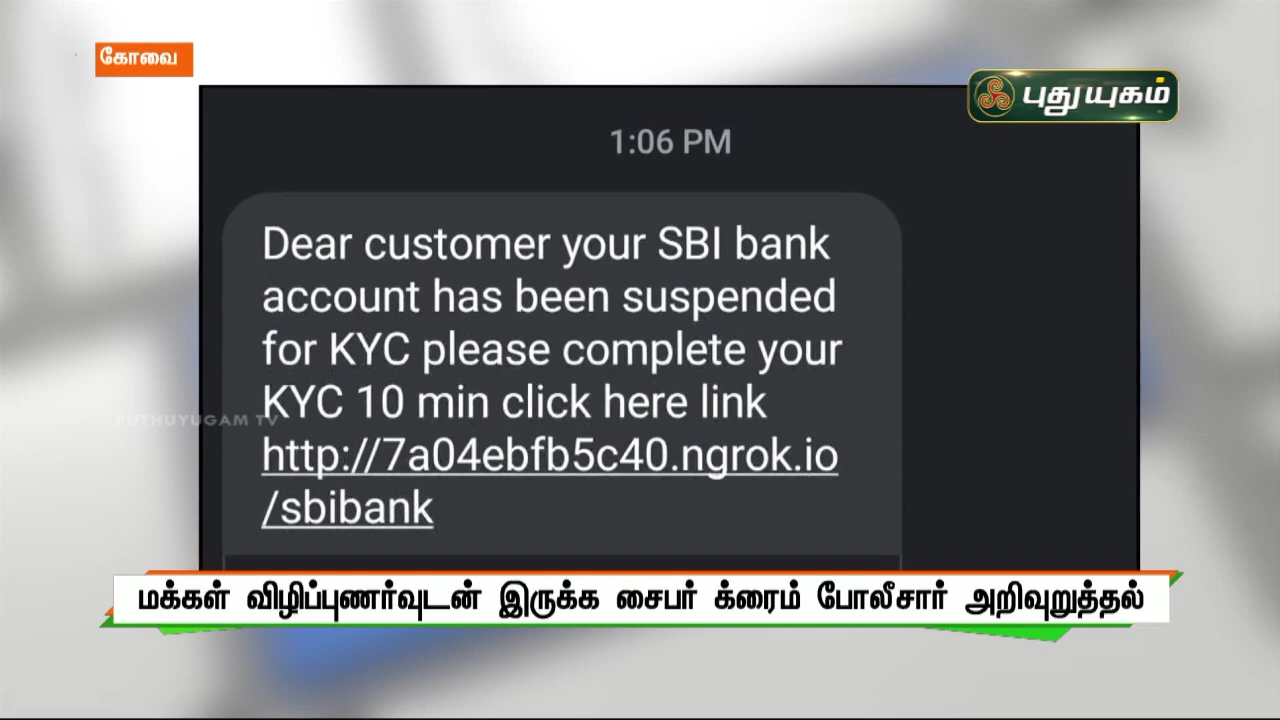 கோவை
புதுயுகம்
1:06 PM
Dear customer your SBI bank
account has been suspended
for KYC please complete your
KYC 10 min click here link
http://7a04ebfb5c40.ngrok.io
/sbibank
PUTHUYUGAM TV
மக்கள் விழிப்புணர்வுடன் இருக்க சைபர் க்ரைம் போலீசார் அறிவுறுத்தல்